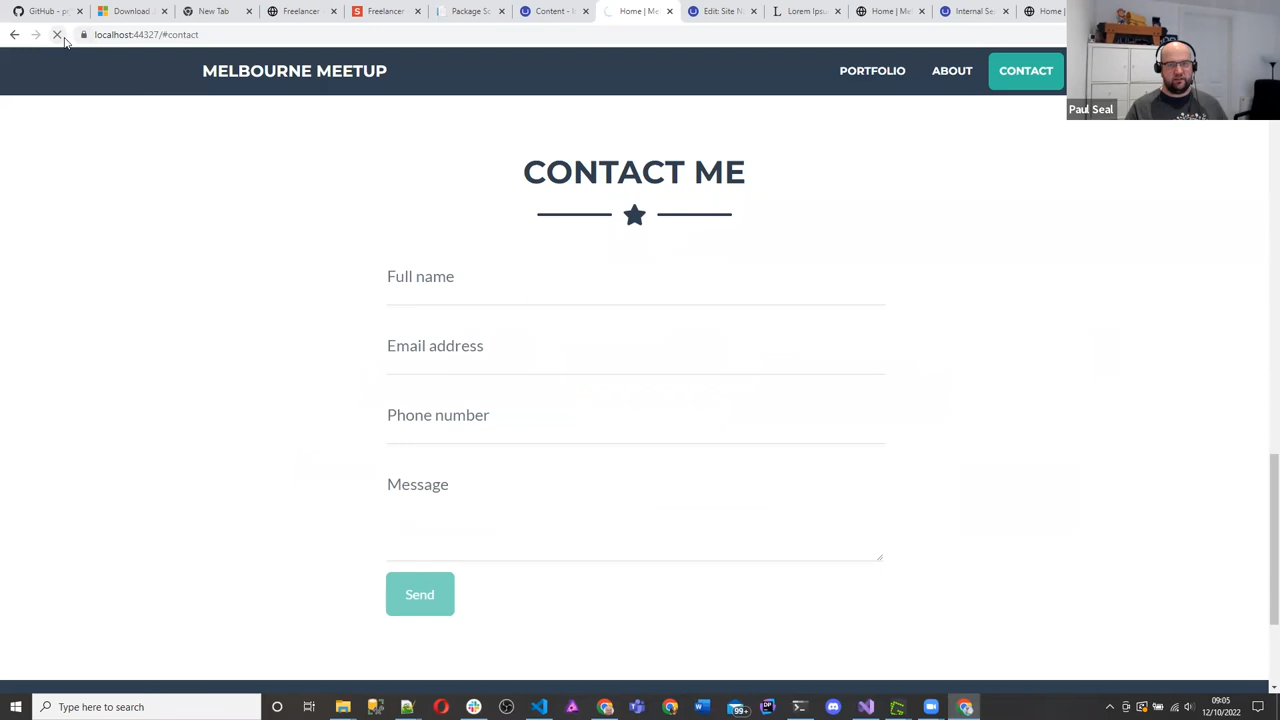 GitHub - p
Download
New Tab
Freelancer
Freelancer
Package Sc
Content - 
Home | Me
Edit: Site N
Lorem Ipsu
Home | Me
Internal Se
Home
localhost:44327/#contact
MELBOURNE MEETUP
PORTFOLIO
ABOUT
CONTACT
Paul Seal
CONTACT ME
Full name
Email address
Phone number
Message
Send
Type here to search
99+
09:05
12/10/2022